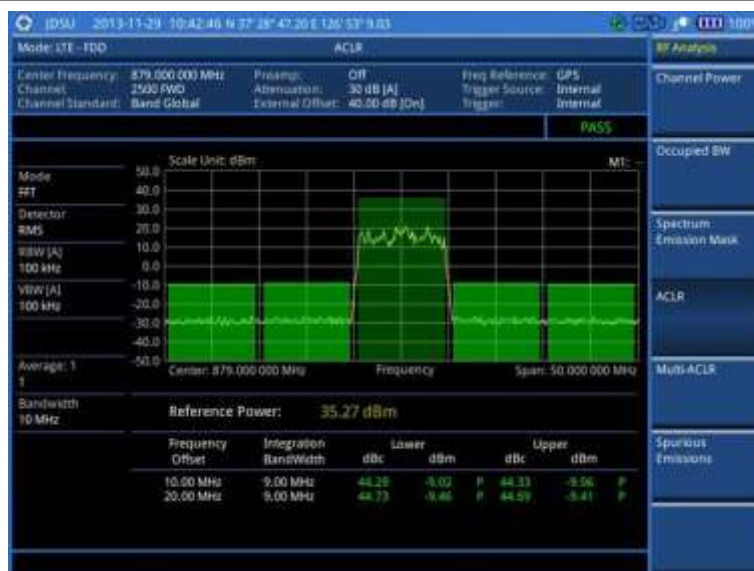 JDSU 2013-11-29 10:42:46 N 37° 28' 47.20 E 126° 53' 9.03 100%
Mode: LTE - FDD ACLR RF Analysis
Center Frequency: 879.000 000 MHz Preamp: Off Freq Reference: GPS
Channel: 2500 FWD Attenuation: 30 dB [A] Trigger Source: Internal
Channel Standard: Band Global External Offset: 40.00 dB [On] Trigger: Internal
PASS
Channel Power
Occupied BW
Spectrum Emission Mask
ACLR
Multi-ACLR
Spurious Emissions
Scale Unit: dBm M1: --
Mode
FFT
Detector
RMS
RBW [A]
100 kHz
VBW [A]
100 kHz
Average: 1
1
Bandwidth
10 MHz
50.0
40.0
30.0
20.0
10.0
0.0
-10.0
-20.0
-30.0
-40.0
-50.0
Center: 879.000 000 MHz Frequency Span: 50.000 000 MHz
Reference Power: 35.27 dBm
Frequency Offset Integration BandWidth Lower Upper
dBc dBm dBc dBm
10.00 MHz 9.00 MHz 44.29 -9.02 P 44.33 P
20.00 MHz 9.00 MHz 44.73 -9.46 P -9.41 P